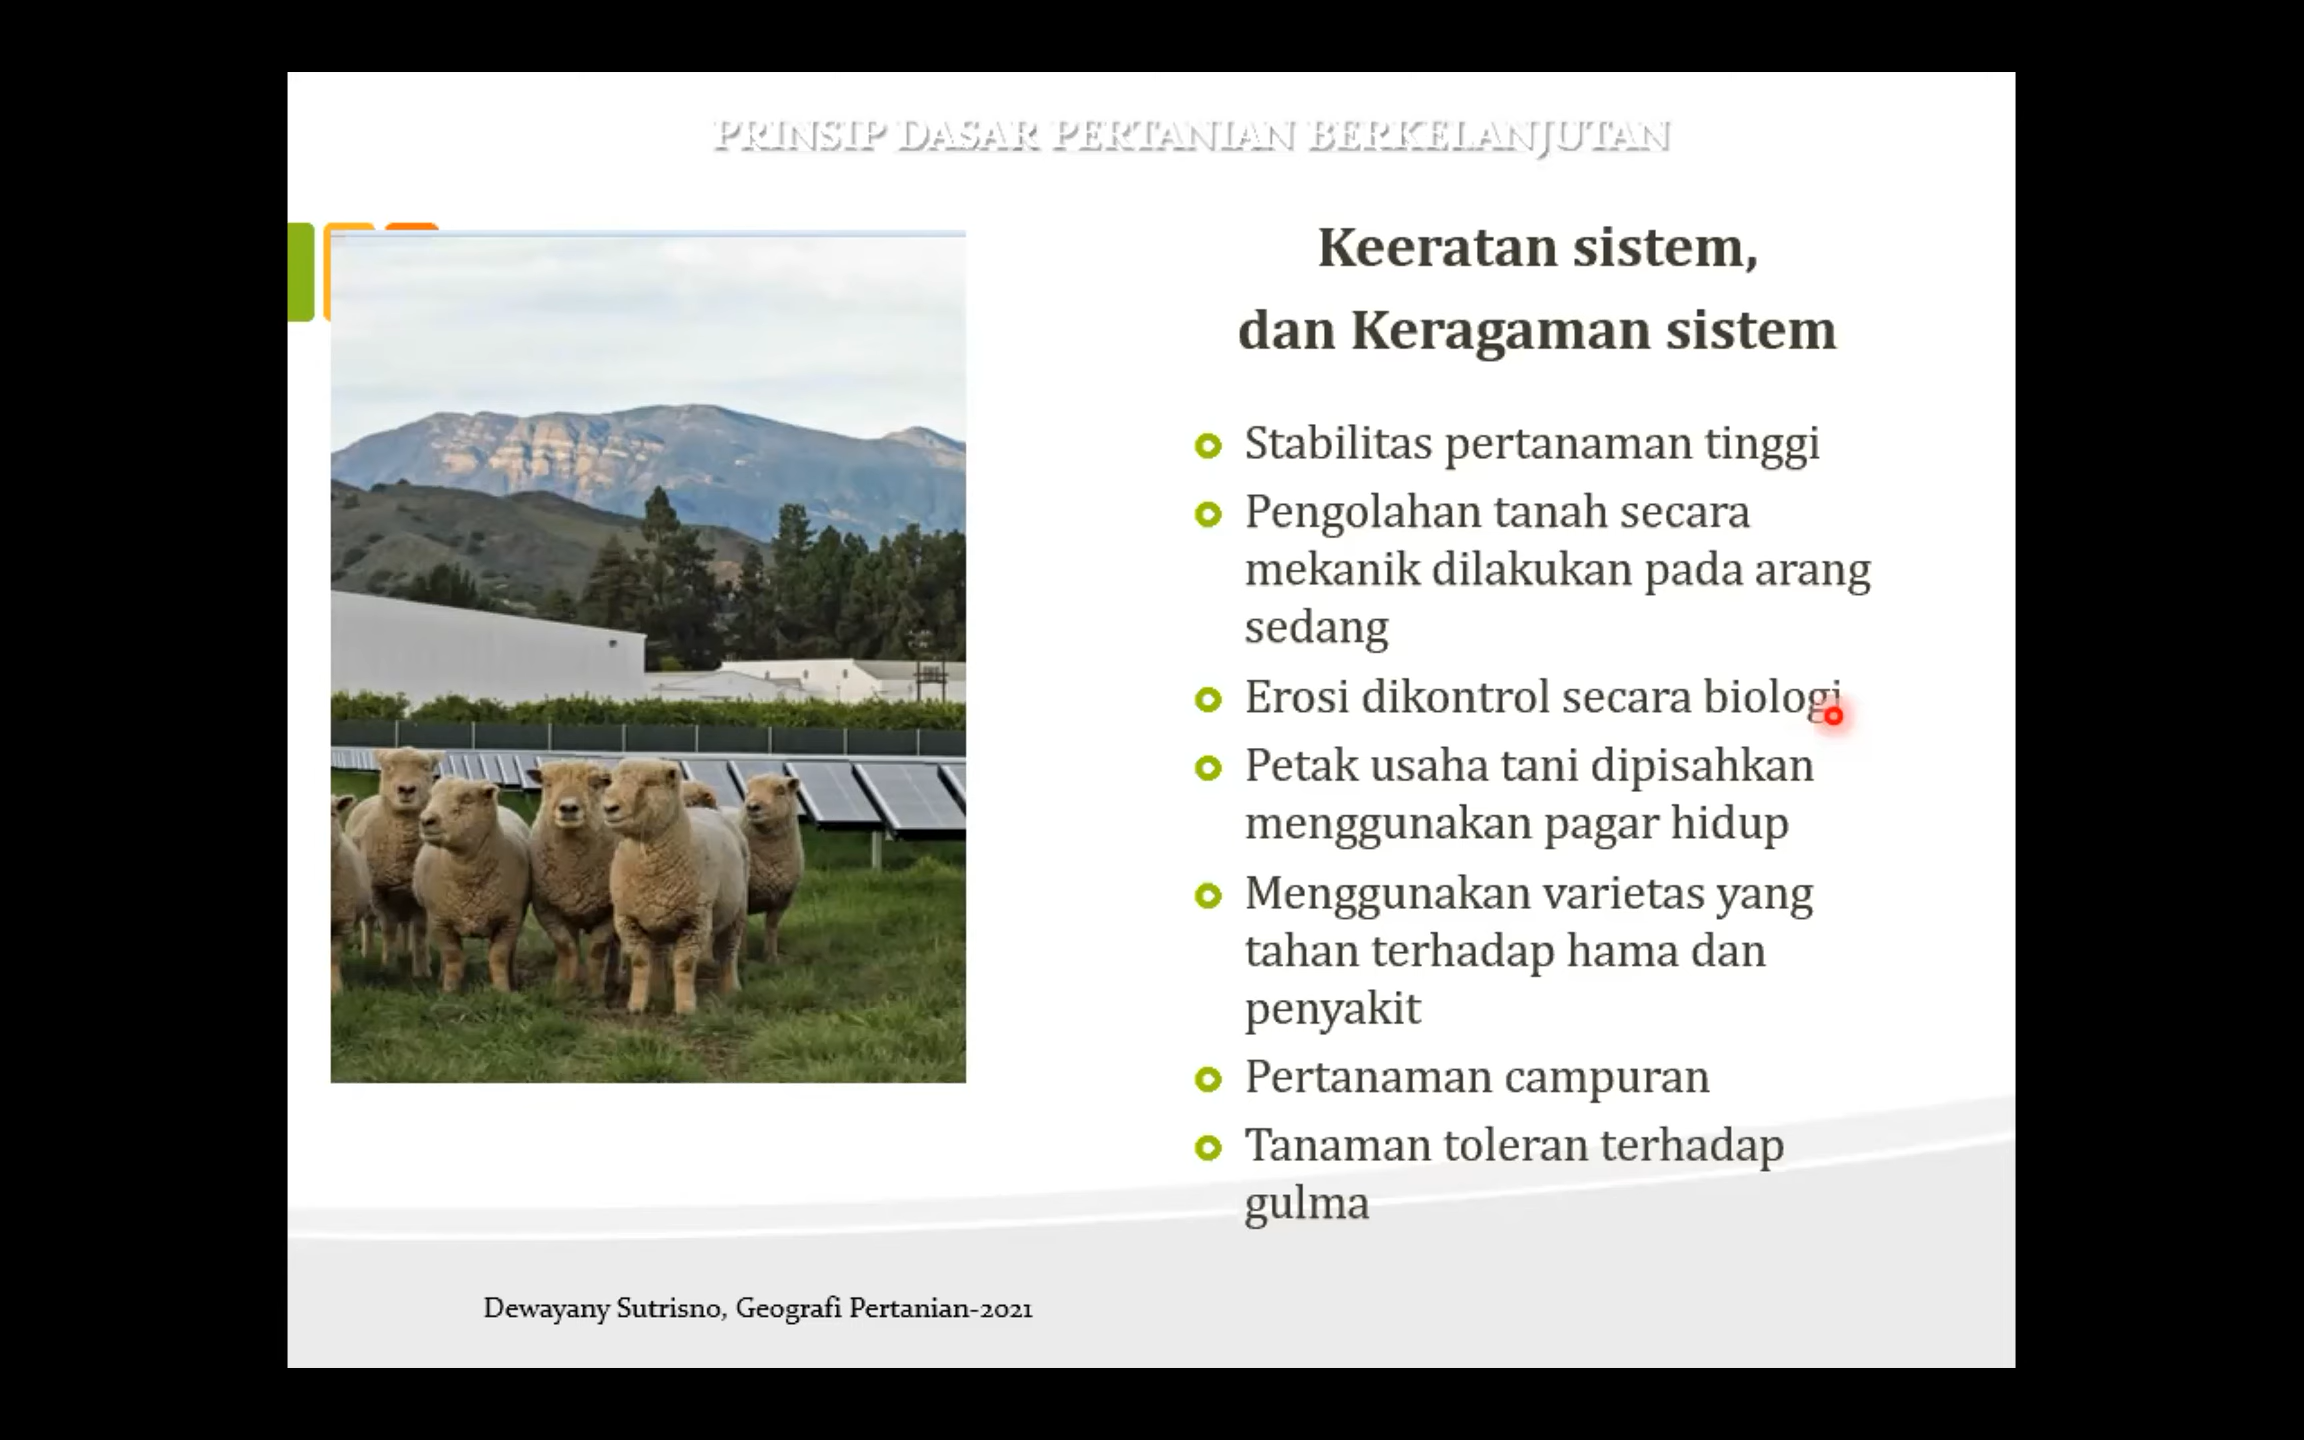 PRINSIP DASAR PERTANIAN BERKELANJUTAN
Keeratan sistem,
dan Keragaman sistem
Stabilitas pertanaman tinggi
Pengolahan tanah secara
mekanik dilakukan pada arang
sedang
Erosi dikontrol secara biologi
Petak usaha tani dipisahkan
menggunakan pagar hidup
Menggunakan varietas yang
tahan terhadap hama dan
penyakit
Pertanaman campuran
Tanaman toleran terhadap
gulma
Dewayany Sutrisno, Geografi Pertanian-2021